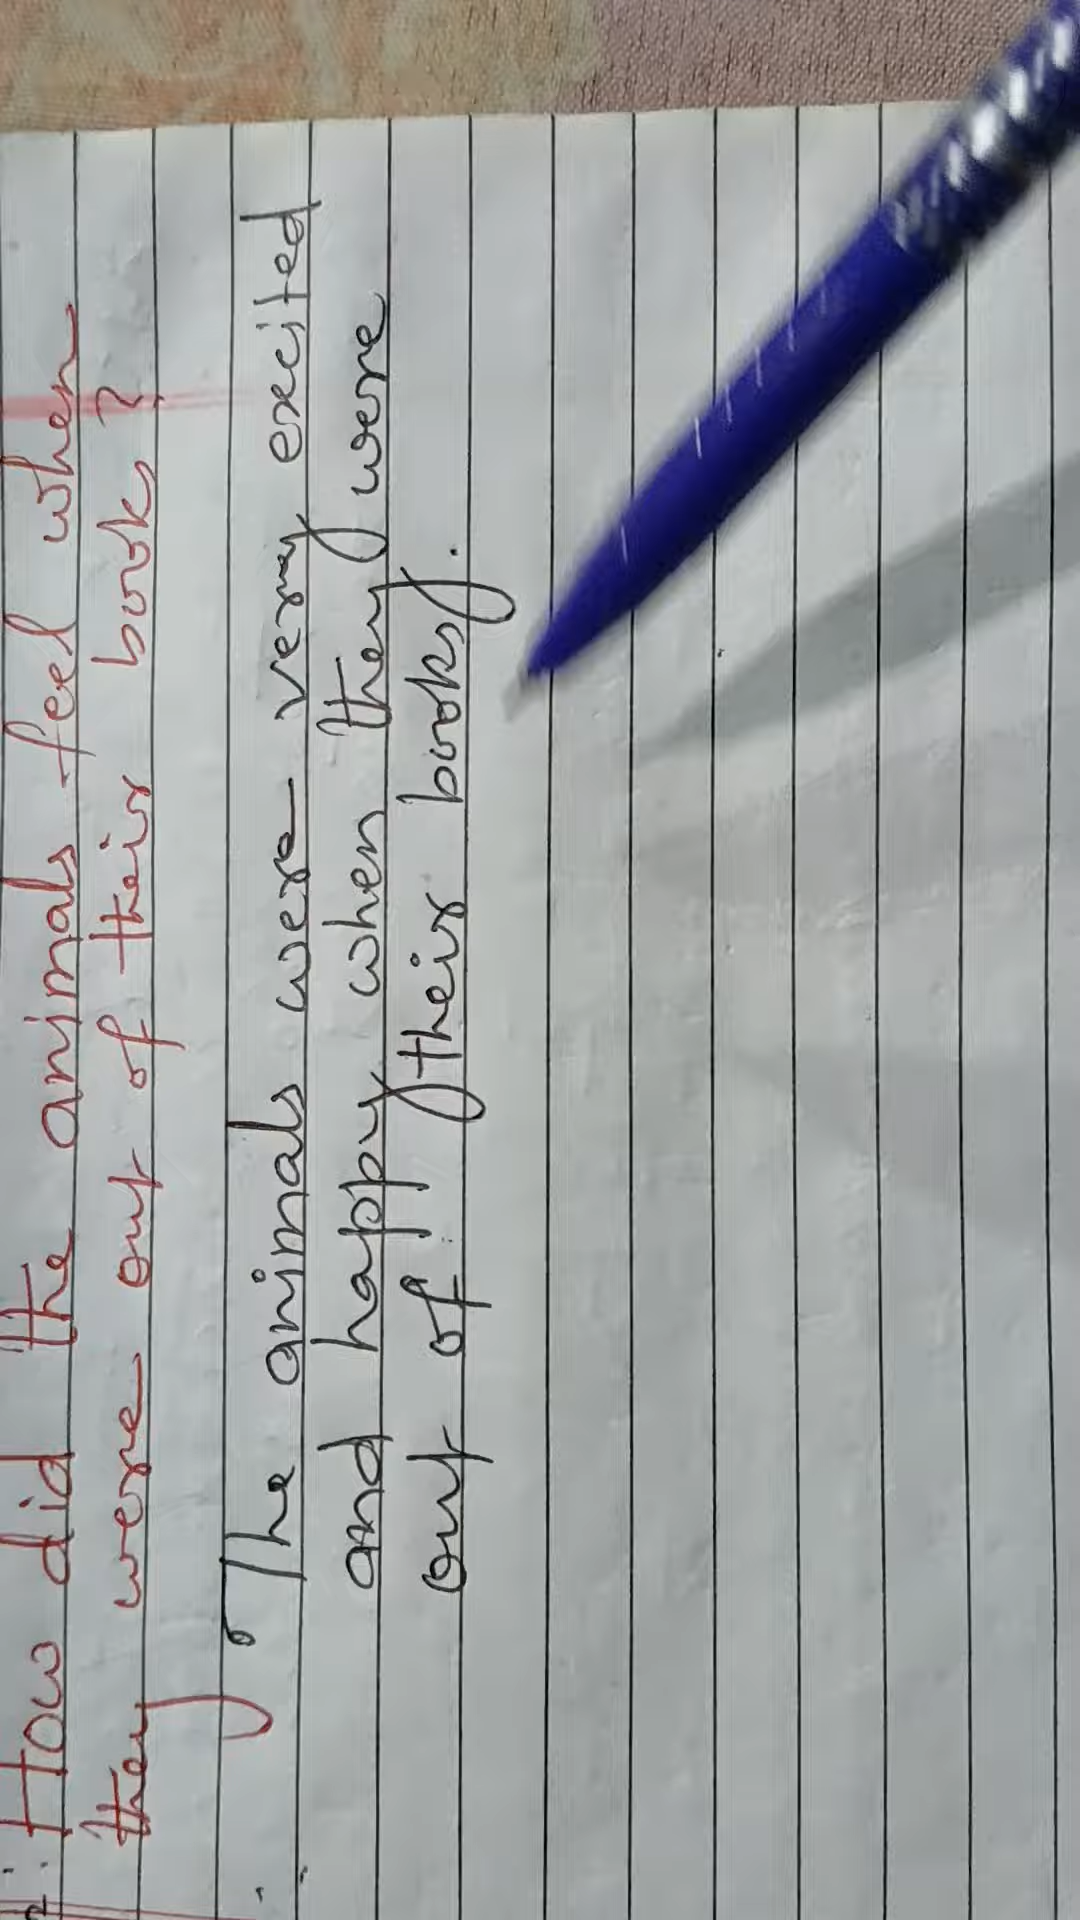 How did the animals feel when
they were out of their book?
The animals were very excited
and happy when they were
out of their books.